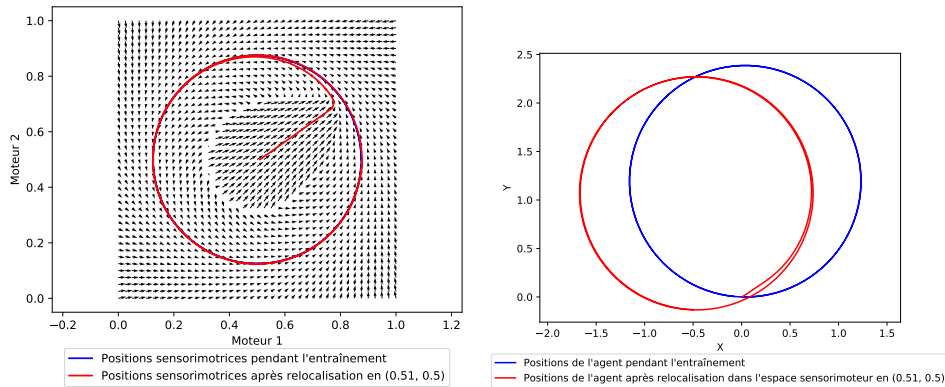 1.0
0.8
0.6
0.4
0.2
0.0
Moteur 2
−0.2 0.0 0.2 0.4 0.6 0.8 1.0 1.2
Moteur 1
Positions sensorimotrices pendant l'entraînement
Positions sensorimotrices après relocalisation en (0.51, 0.5)
2.5
2.0
1.5
1.0
0.5
0.0
Y
−2.0 −1.5 −1.0 −0.5 0.0 0.5 1.0 1.5
X
Positions de l'agent pendant l'entraînement
Positions de l'agent après relocalisation dans l'espace sensorimoteur en (0.51, 0.5)